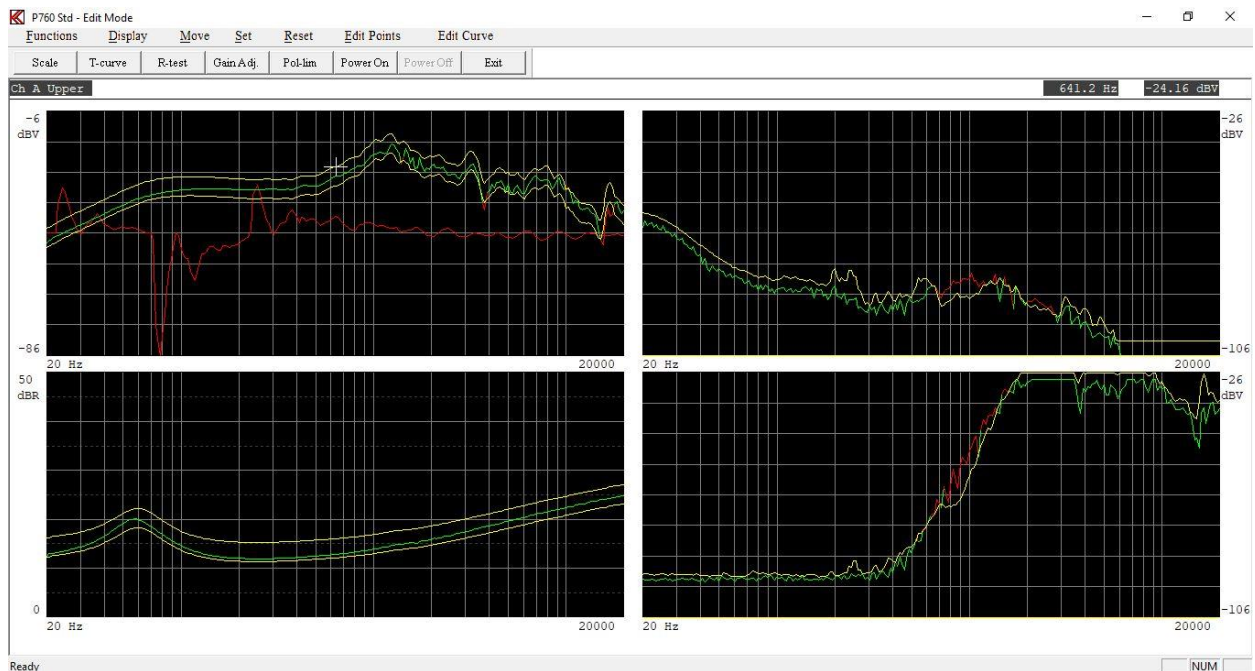 P760 Std - Edit Mode
Functions Display Move Set Reset Edit Points Edit Curve
Scale T-curve R-test Gain Adj. Pol-lim Power On Power Off Exit
Ch A Upper 641.2 Hz -24.16 dBV
-6
dBV
-86
20 Hz 20000
-26
dBV
-106
20 Hz 20000
50
dBR
0
20 Hz 20000
-26
dBV
-106
20 Hz 20000
Ready NUM